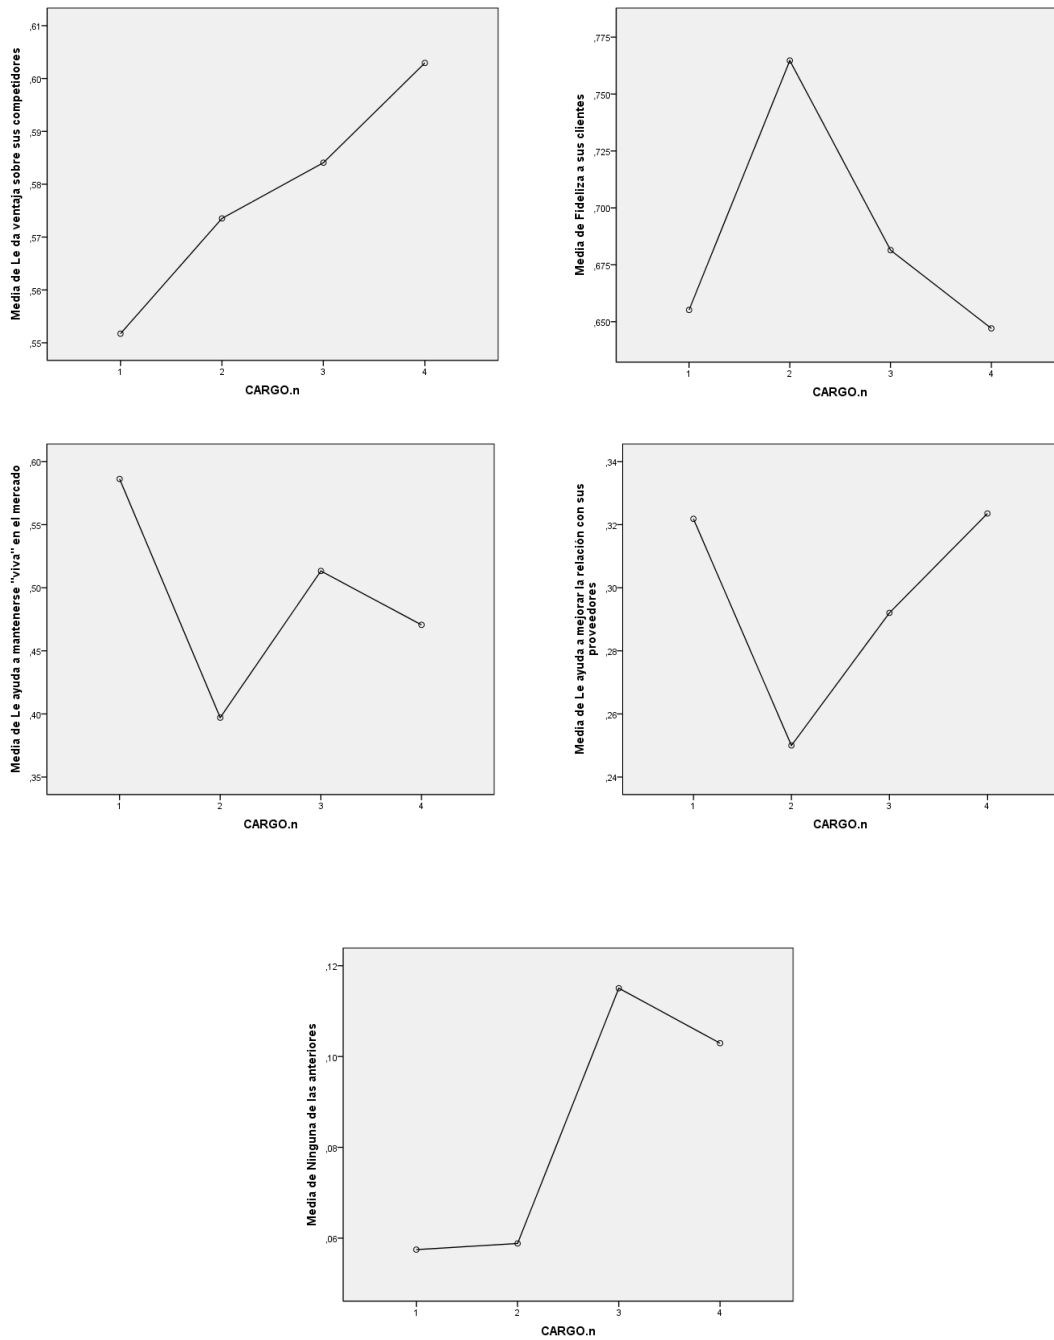 Media de Le da ventaja sobre sus competidores
,61
,60
,59
,58
,57
,56
,55
1 2 3 4
CARGO.n
Media de Fideliza a sus clientes
,775
,750
,725
,700
,675
,650
1 2 3 4
CARGO.n
Media de Le ayuda a mantenerse "viva" en el mercado
,60
,55
,50
,45
,40
,35
1 2 3 4
CARGO.n
Media de Le ayuda a mejorar la relación con sus
proveedores
,34
,32
,30
,28
,26
,24
1 2 3 4
CARGO.n
Media de Ninguna de las anteriores
,12
,10
,08
,06
1 2 3 4
CARGO.n